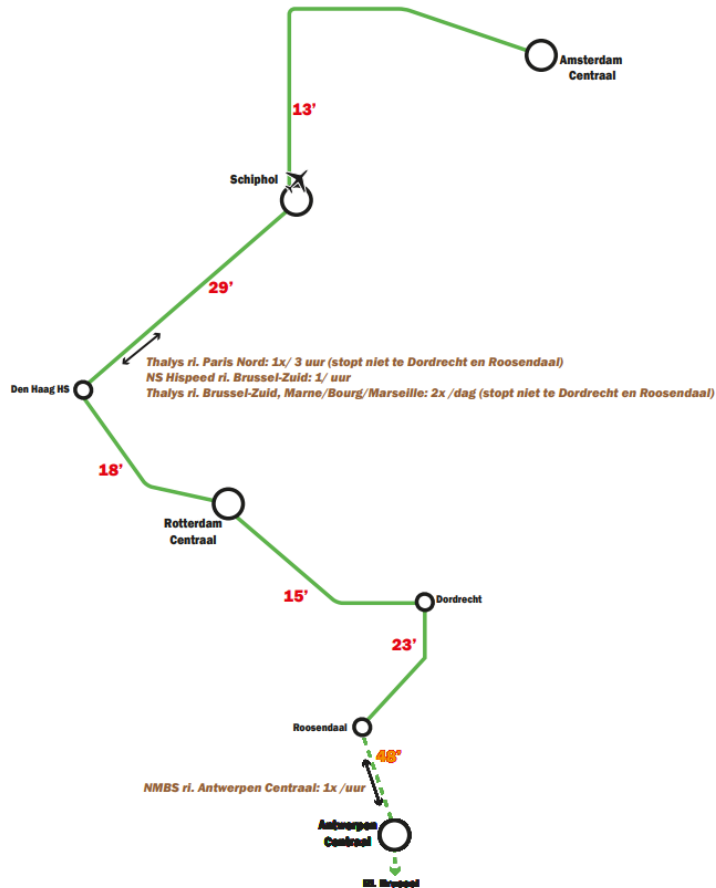 Amsterdam
Centraal
13’
Schiphol
29’
Thalys ri. Paris Nord: 1x/ 3 uur (stopt niet te Dordrecht en Roosendaal)
NS Hispeed ri. Brussel-Zuid: 1/ uur
Thalys ri. Brussel-Zuid, Marne/Bourg/Marseille: 2x /dag (stopt niet te Dordrecht en Roosendaal)
Den Haag HS
18’
Rotterdam
Centraal
15’
Dordrecht
23’
Roosendaal
48’
NMBS ri. Antwerpen Centraal: 1x /uur
Antwerpen
Centraal
ri. Brussel